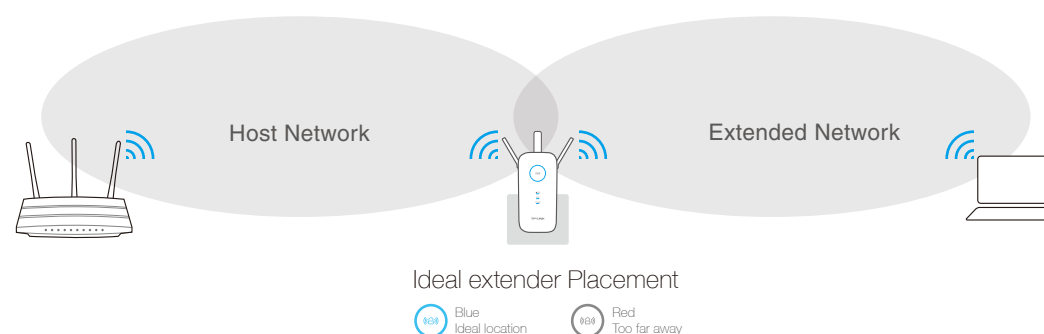 Host Network
Extended Network
Ideal extender Placement
Blue
Ideal location
Red
Too far away